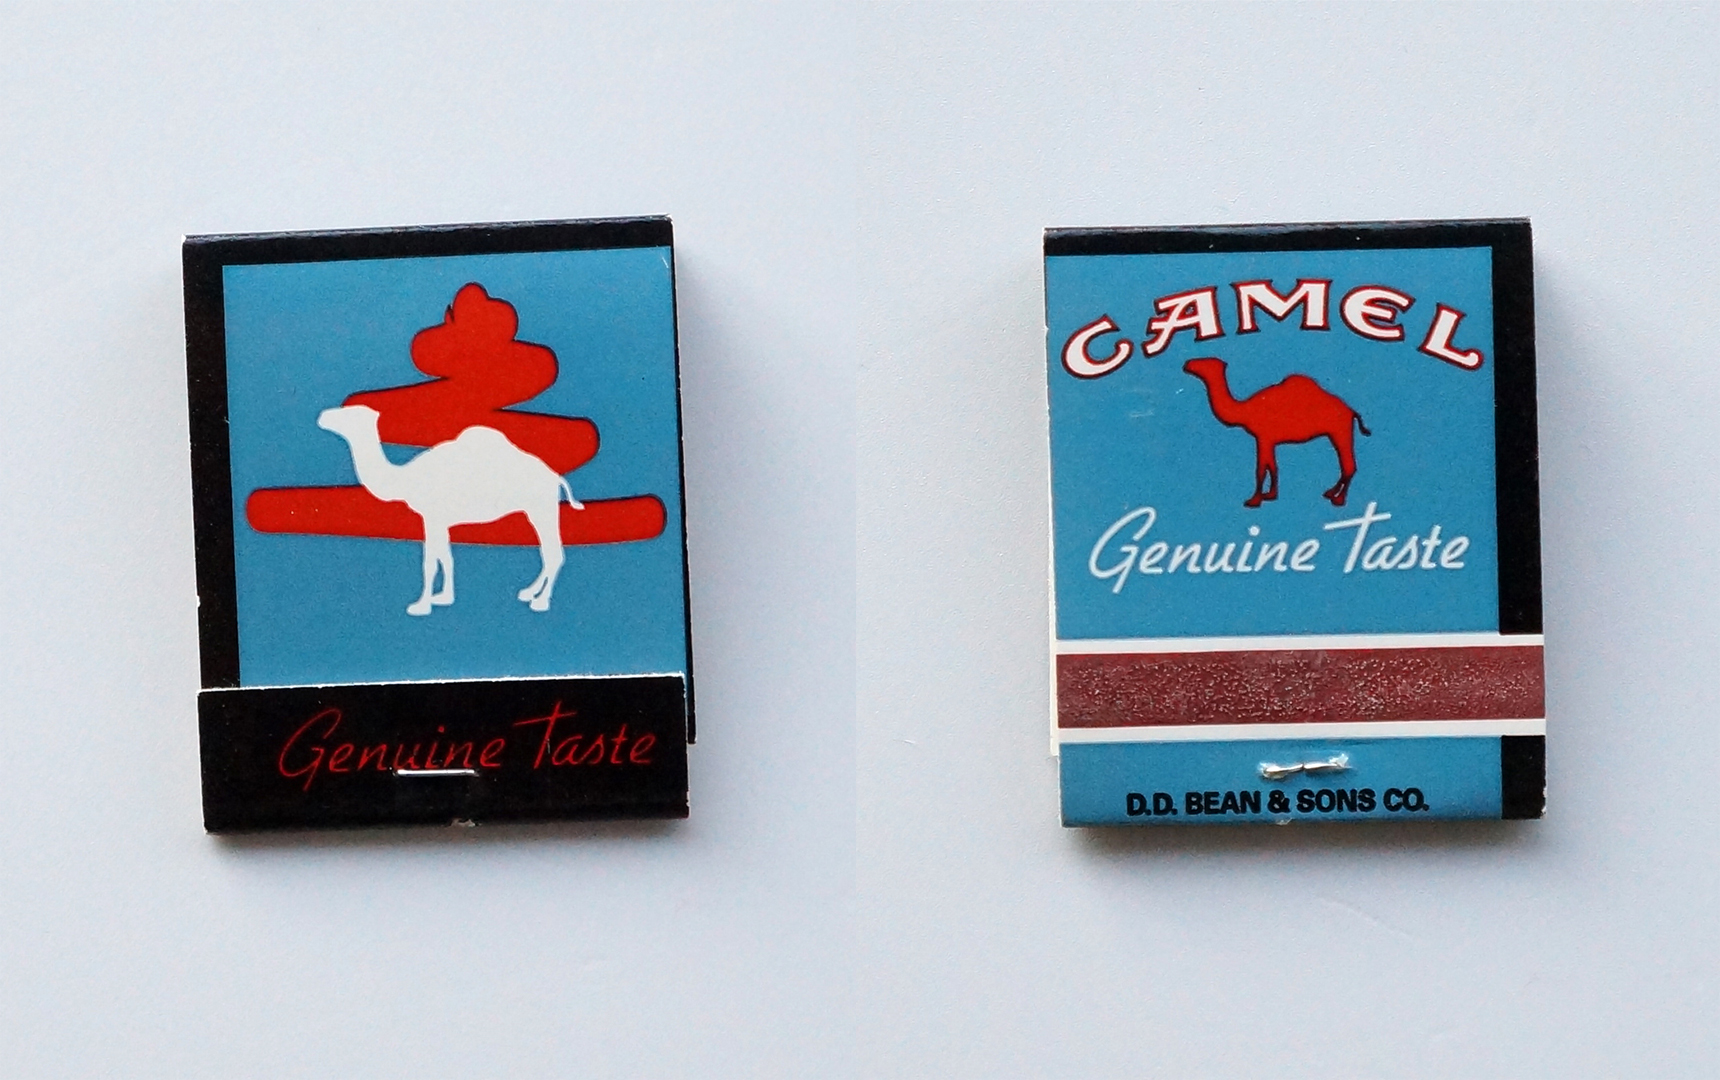 Genuine Taste
CAMEL
Genuine Taste
D.D. BEAN & SONS CO.